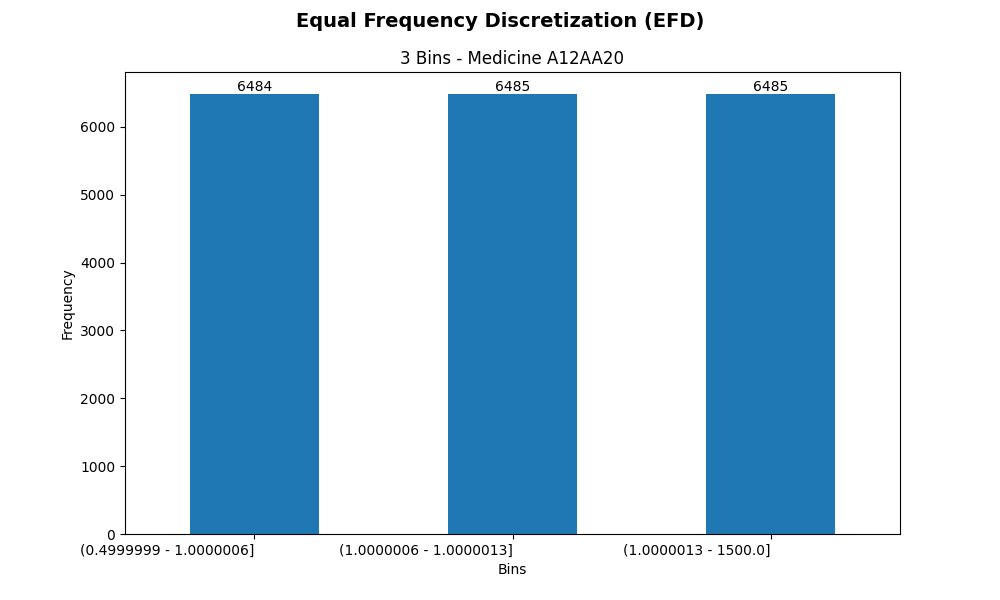 Equal Frequency Discretization (EFD)
3 Bins - Medicine A12AA20
6484
6485
6485
6000
5000
4000
3000
2000
1000
0
Frequency
(0.4999999 - 1.0000006]
(1.0000006 - 1.0000013]
(1.0000013 - 1500.0]
Bins